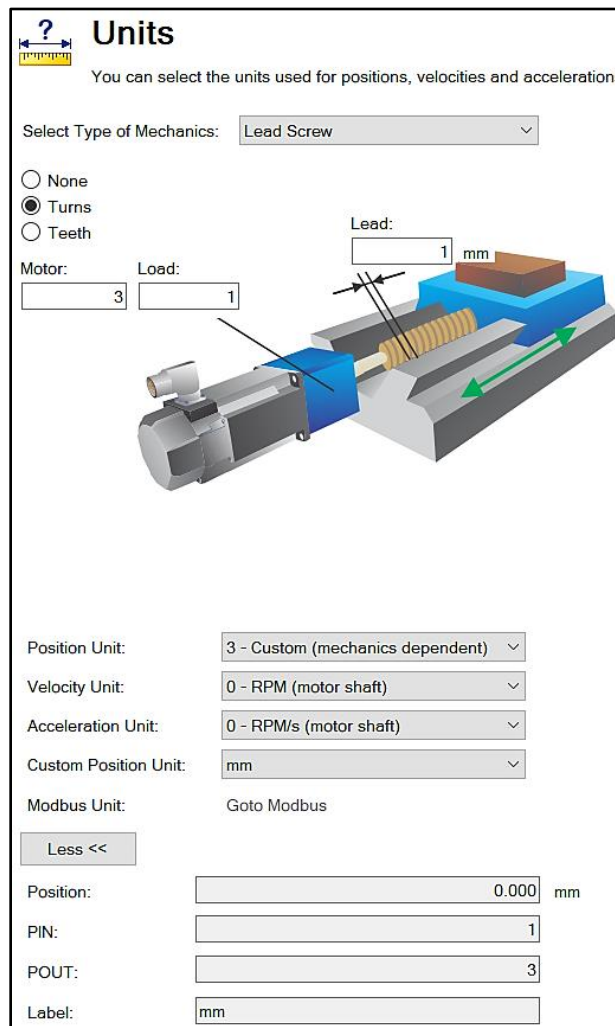 ?
Units
You can select the units used for positions, velocities and acceleration
Select Type of Mechanics: Lead Screw
None
Turns
Teeth
Lead:
1 mm
Motor: Load:
3 1
Position Unit: 3 - Custom (mechanics dependent)
Velocity Unit: 0 - RPM (motor shaft)
Acceleration Unit: 0 - RPM/s (motor shaft)
Custom Position Unit: mm
Modbus Unit: Goto Modbus
Less <<
Position: 0.000 mm
PIN: 1
POUT: 3
Label: mm